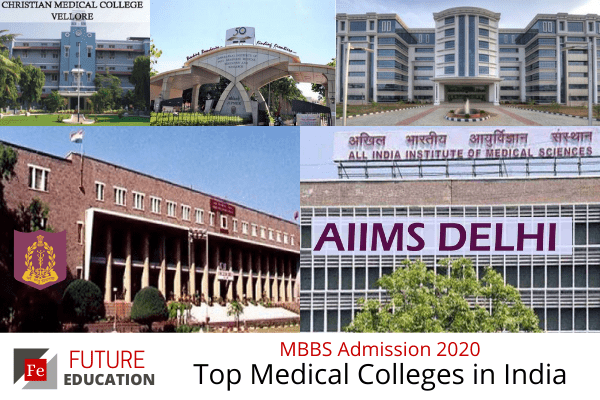 CHRISTIAN MEDICAL COLLEGE
VELLORE
50
अखिल भारतीय आयुर्विज्ञान संस्थान
ALL INDIA INSTITUTE OF MEDICAL SCIENCES
AIIMS DELHI
Fe
FUTURE
EDUCATION
MBBS Admission 2020
Top Medical Colleges in India